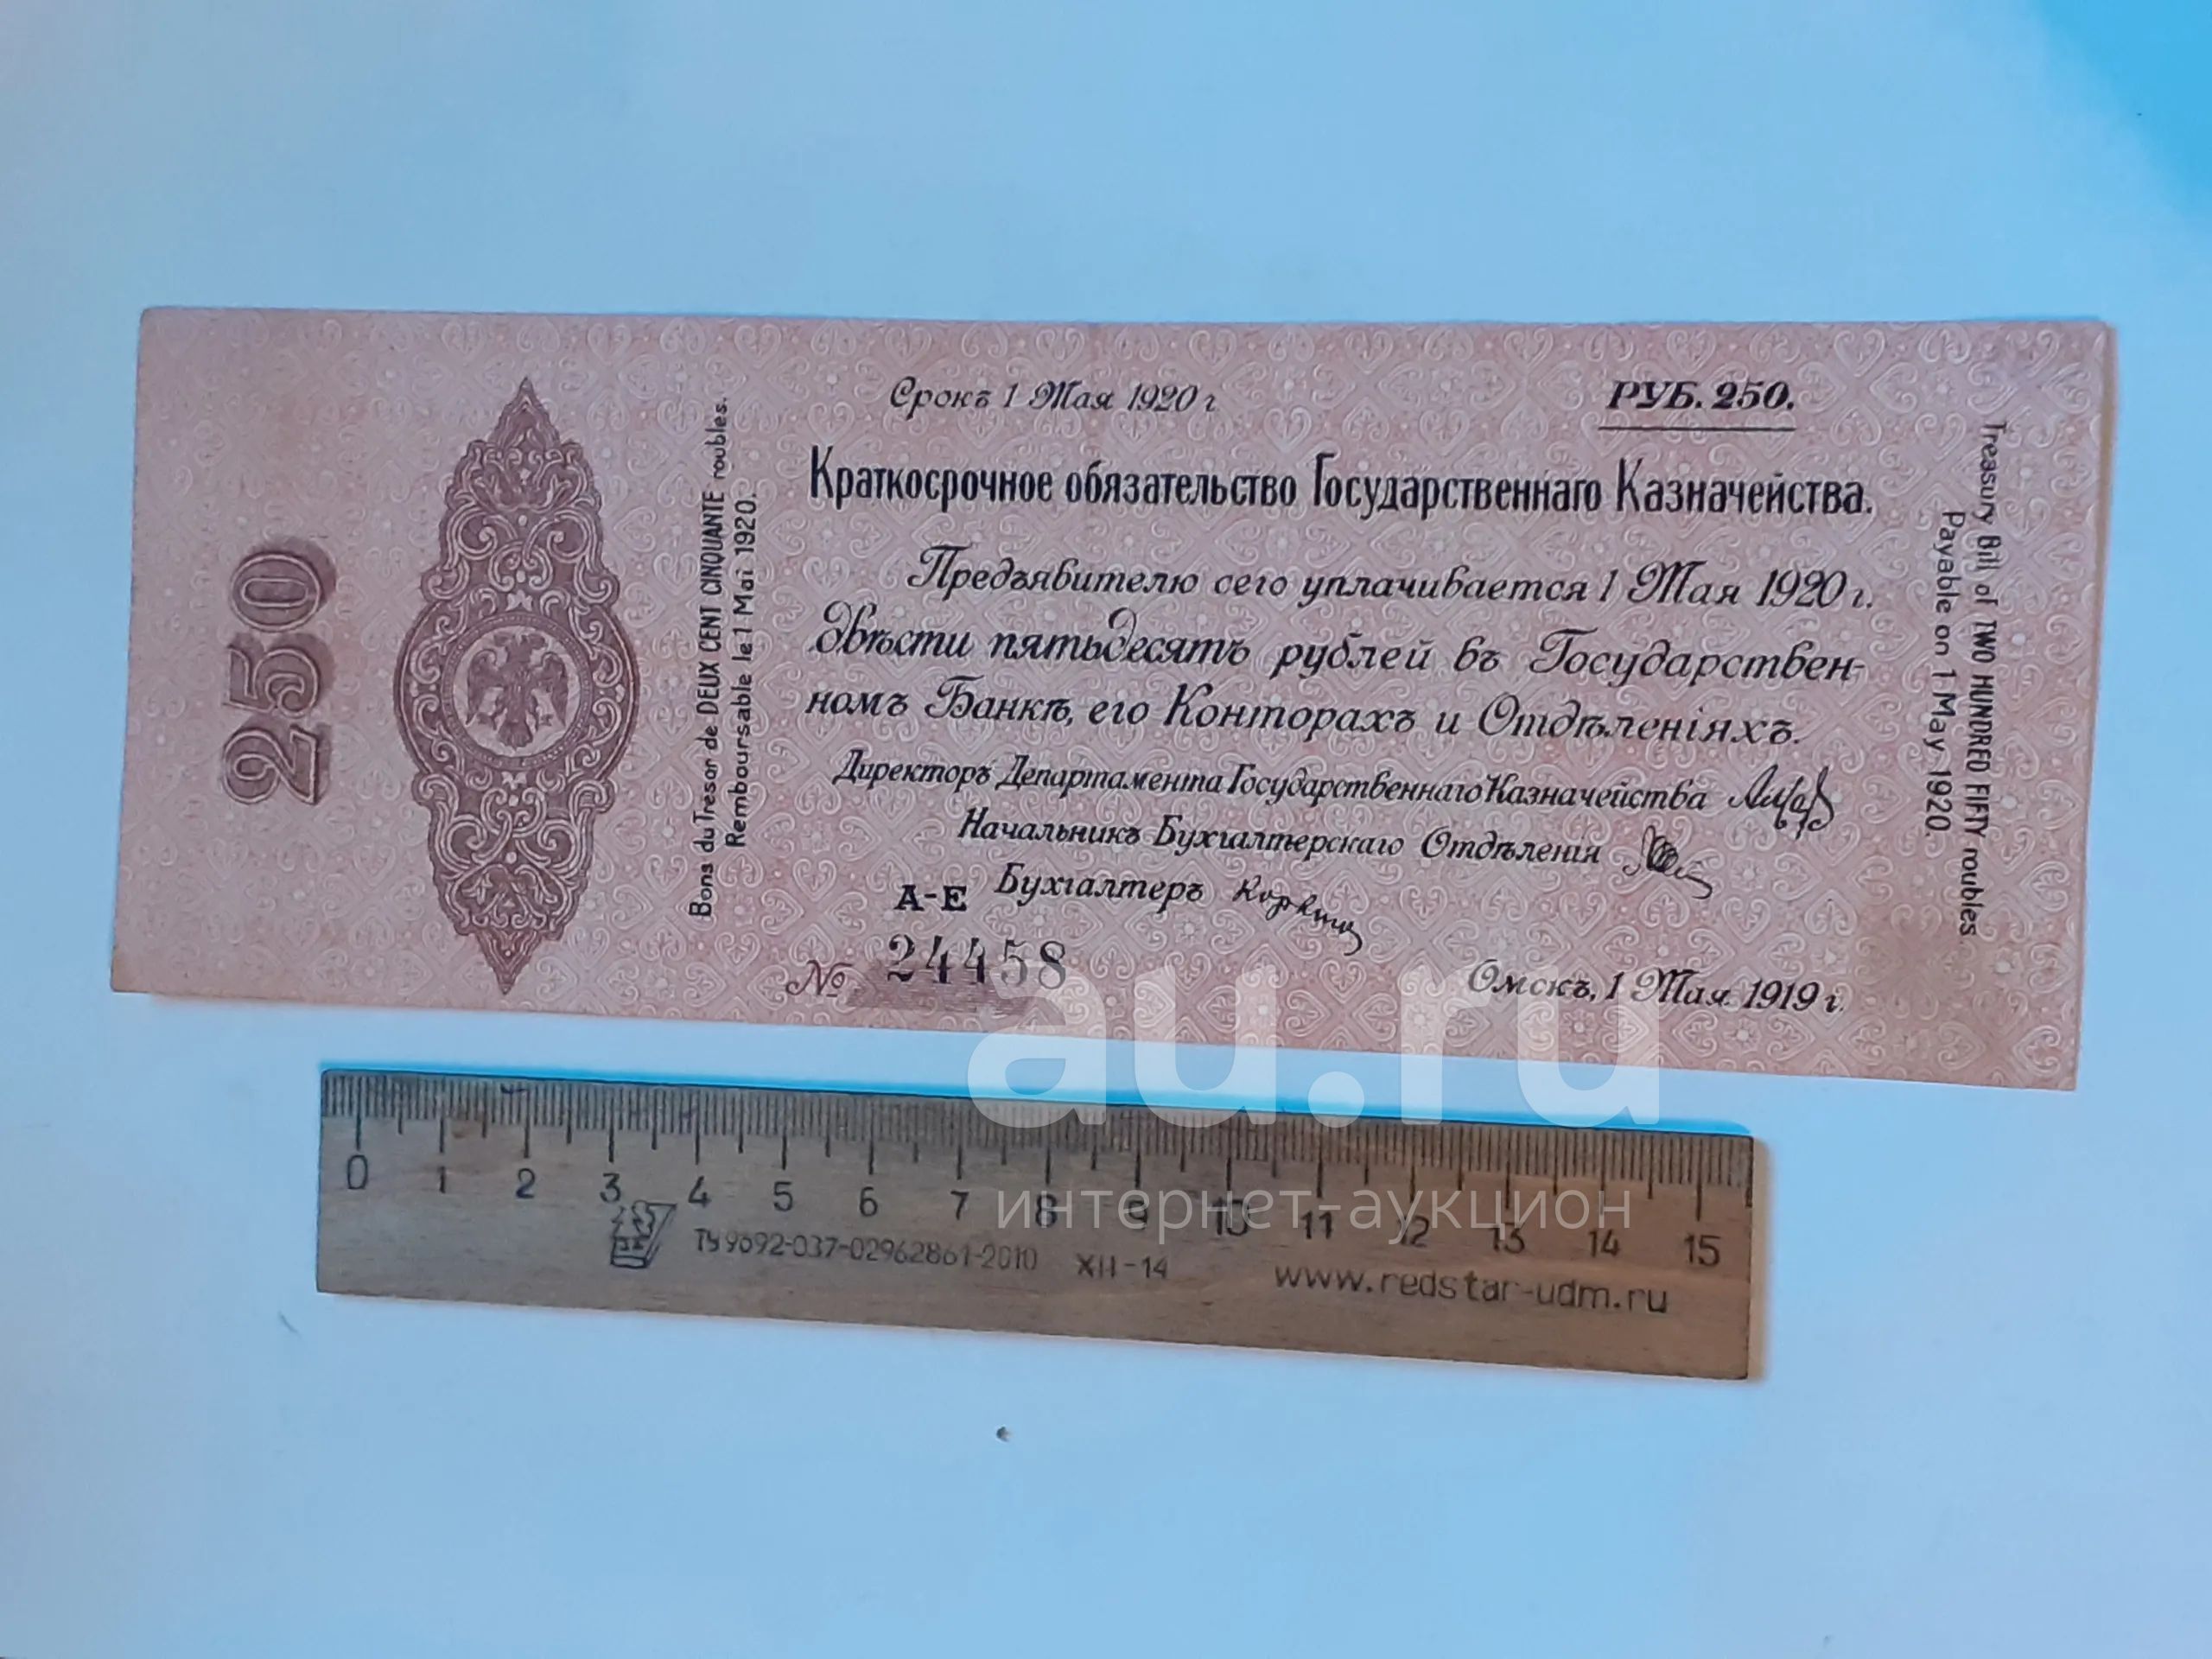 250
Bons du Tresor de DEUX CENT CINQUANTE roubles.
Remboursable le 1 Mai 1920.
Срокъ 1 Мая 1920 г.
РУБ. 250.
Краткосрочное обязательство Государственнаго Казначейства.
Предъявителю сего уплачивается 1 Мая 1920 г.
Двѣсти пятьдесятъ рублей въ Государствен-
номъ Банкѣ, его Конторахъ и Отдѣленіяхъ.
Директоръ Департамента Государственнаго Казначейства
Начальникъ Бухгалтерскаго Отдѣленія
А-Е Бухгалтеръ
№ 24458
Омскъ, 1 Мая 1919 г.
Treasury Bill of TWO HUNDRED FIFTY roubles
Payable on 1 May 1920.
au.ru
интернет-аукцион
0 1 2 3 4 5 6 7 8 9 10 11 12 13 14 15
ТУ 9692-037-02962861-2010 XII-14
www.redstar-udm.ru